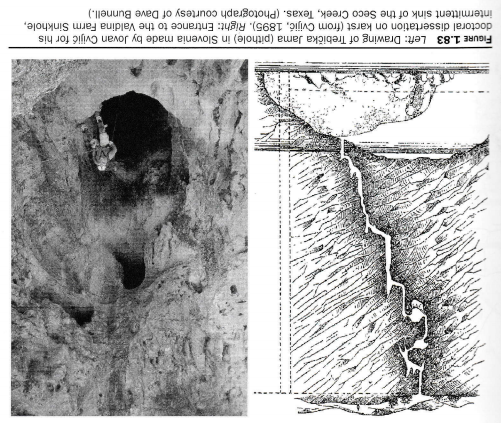 FIGURE 1.83 Left: Drawing of Trebićka Jama (pithole) in Slovenia made by Jovan Cvijić for his
doctoral dissertation on karst (from Cvijić, 1895). Right: Entrance to the Valdina Farm Sinkhole,
intermittent sink of the Seco Creek, Texas. (Photograph courtesy of Dave Bunnell.)